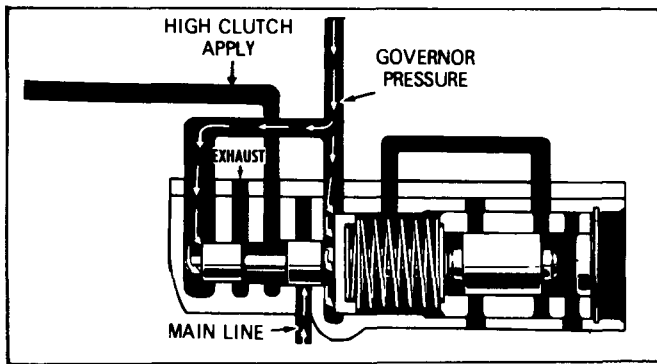 HIGH CLUTCH
APPLY
GOVERNOR
PRESSURE
EXHAUST
MAIN LINE